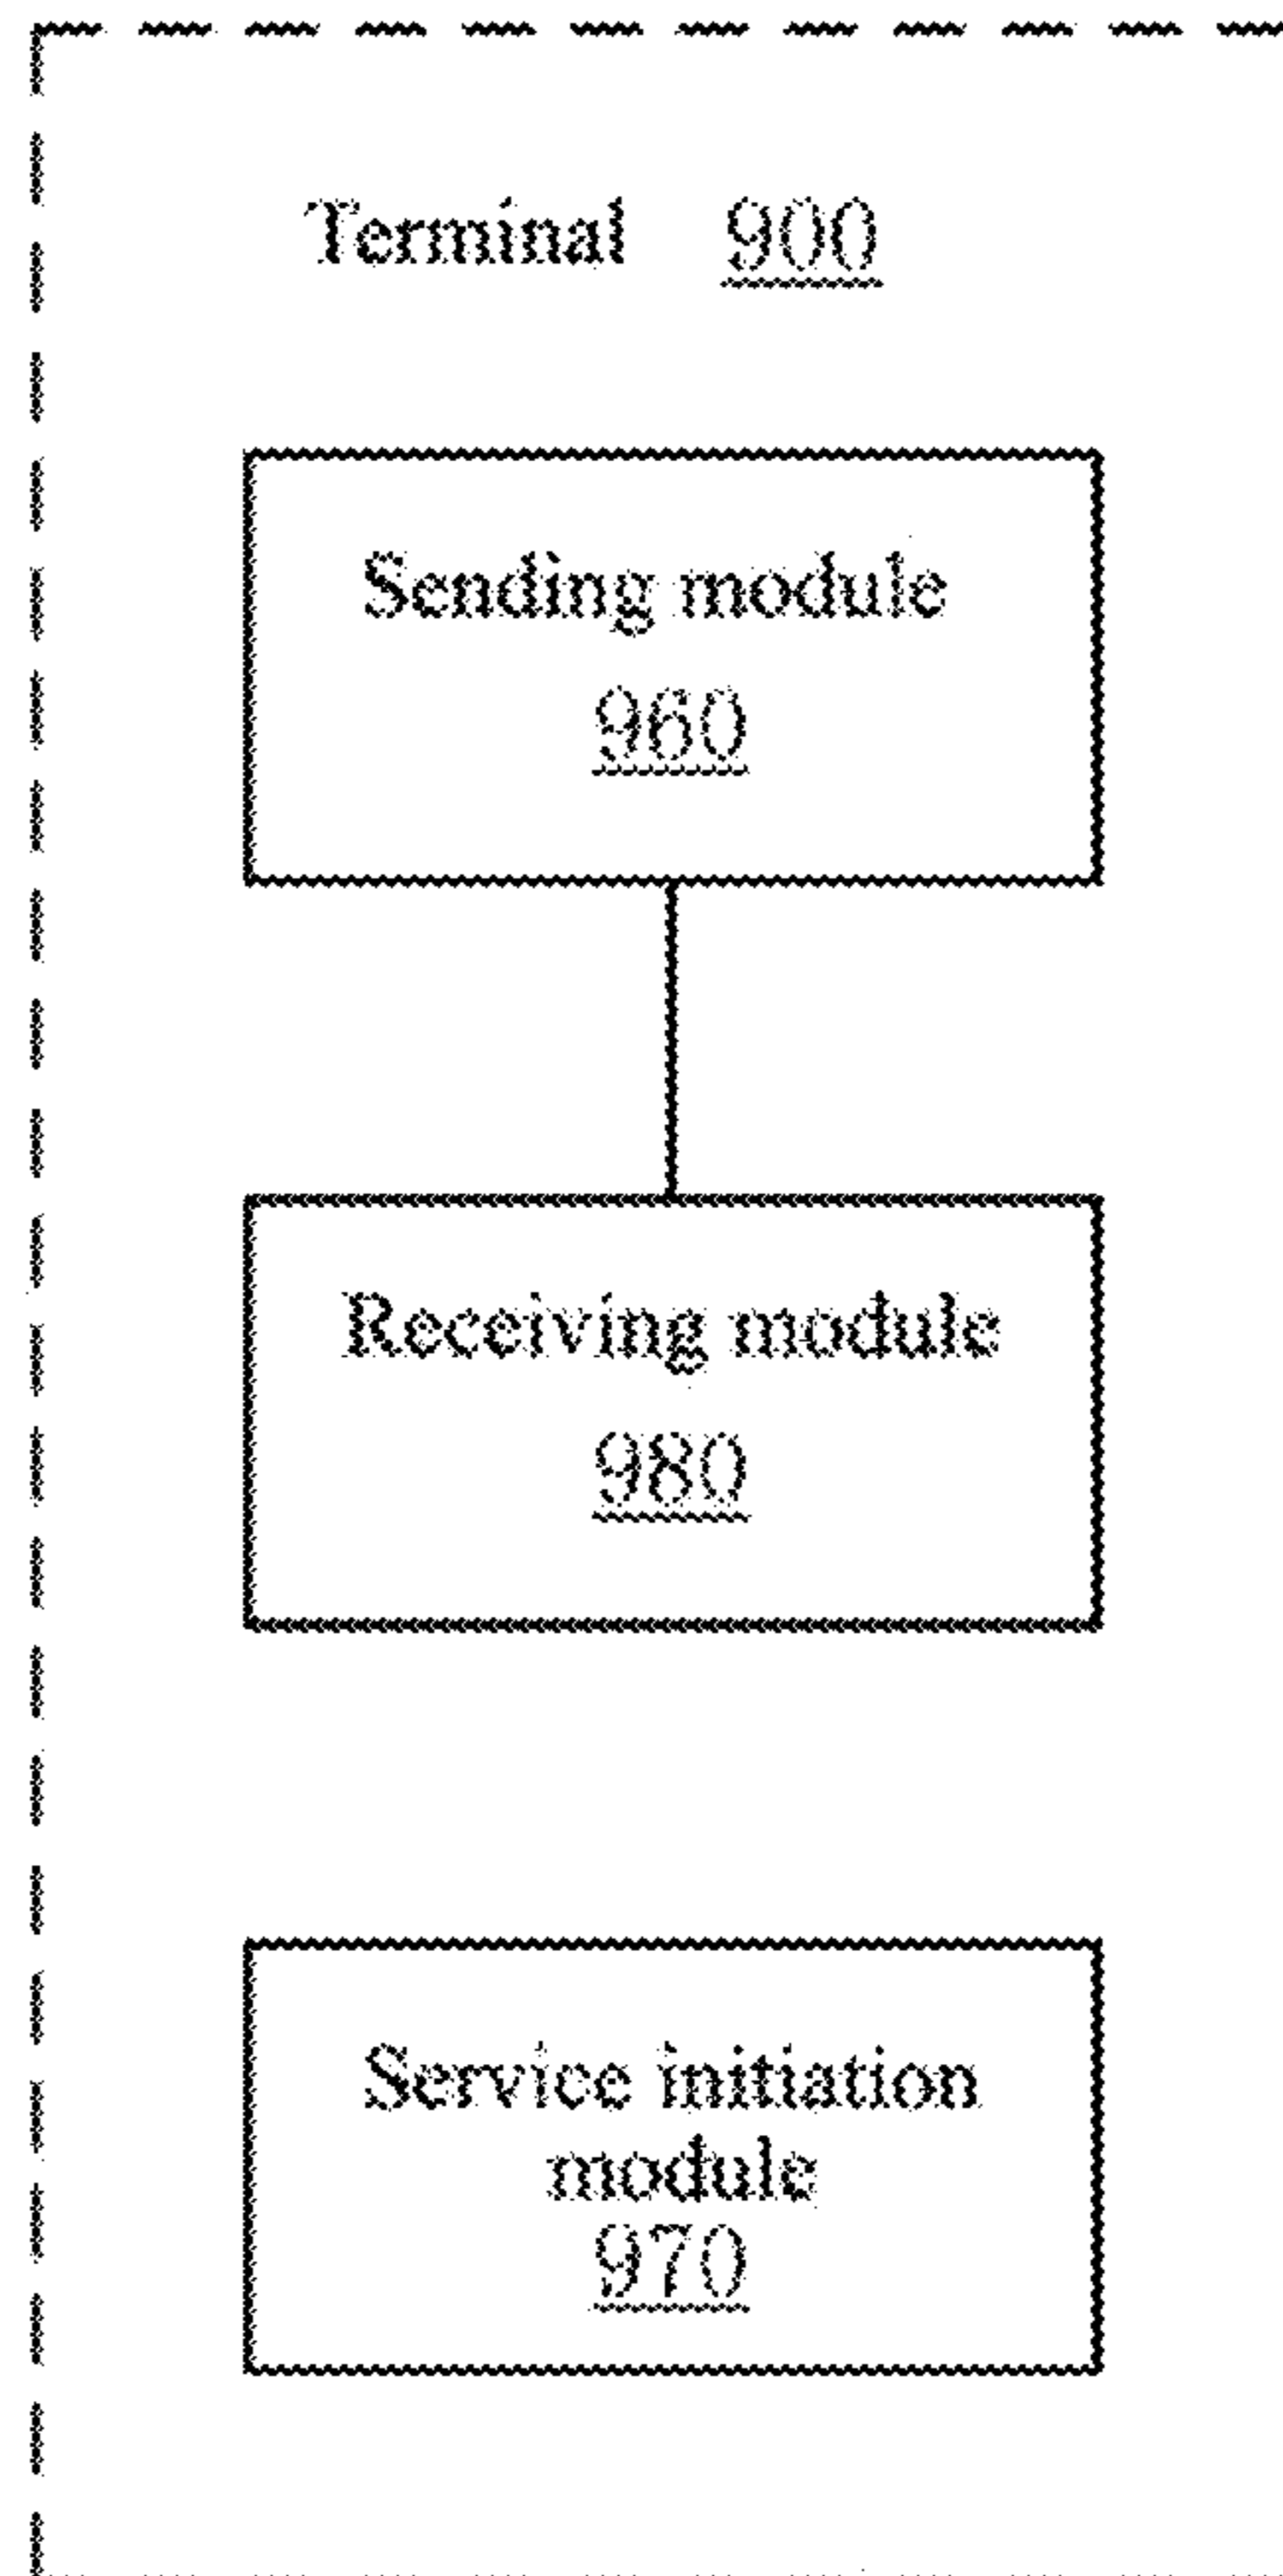 Terminal 900
Sending module
960
Receiving module
980
Service initiation
module
970